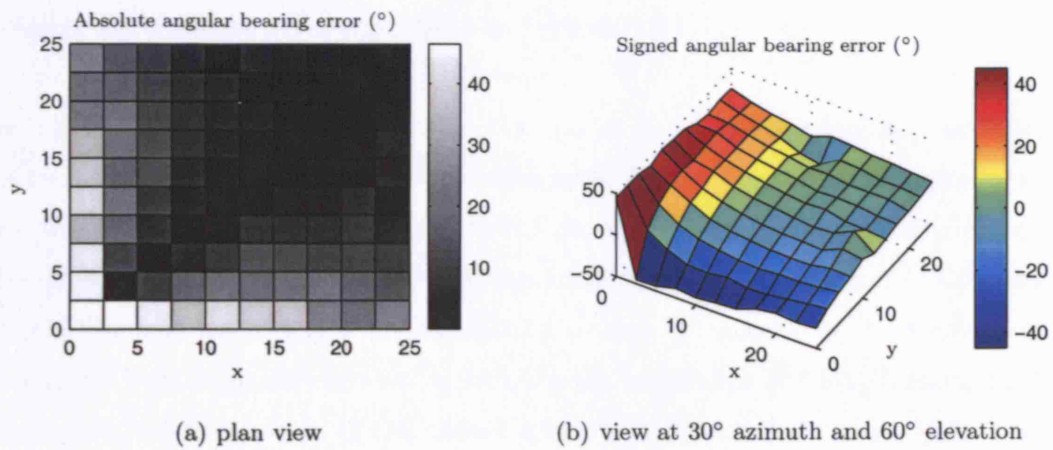 Absolute angular bearing error (°)
25
20
15
10
5
0
y
0 5 10 15 20 25
x
40
30
20
10
(a) plan view
Signed angular bearing error (°)
50
0
−50
0
10
20
x
0
10
20
y
40
20
0
−20
−40
(b) view at 30° azimuth and 60° elevation